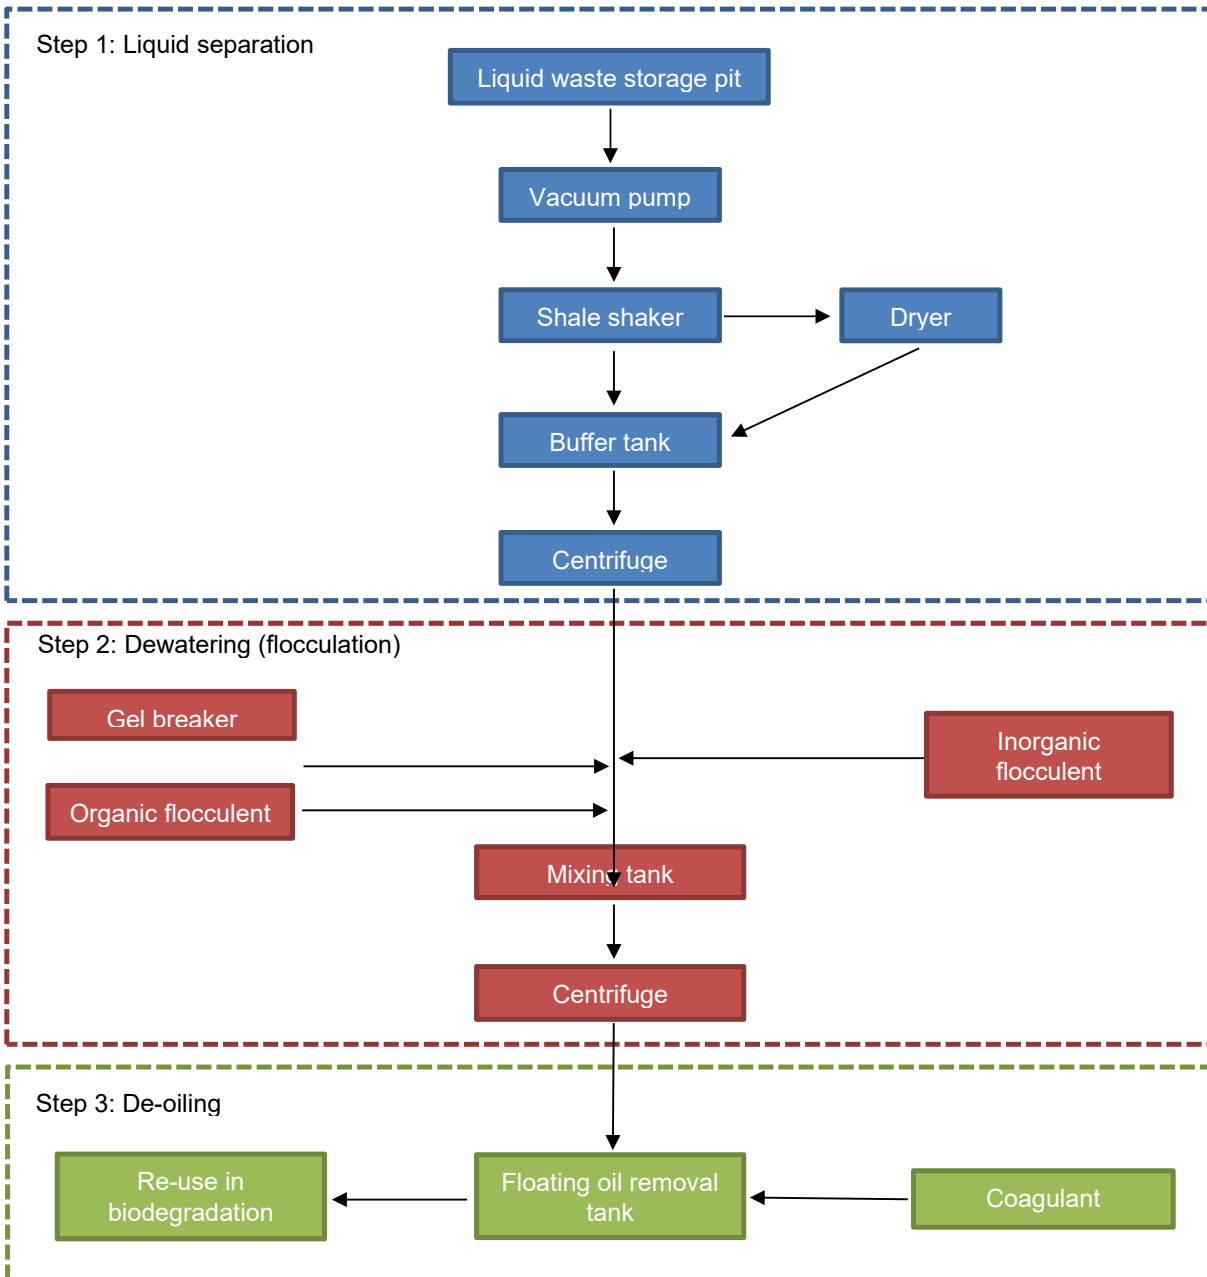 Step 1: Liquid separation
Liquid waste storage pit
Vacuum pump
Shale shaker
Dryer
Buffer tank
Centrifuge
Step 2: Dewatering (flocculation)
Gel breaker
Inorganic
flocculent
Organic flocculent
Mixing tank
Centrifuge
Step 3: De-oiling
Re-use in
biodegradation
Floating oil removal
tank
Coagulant